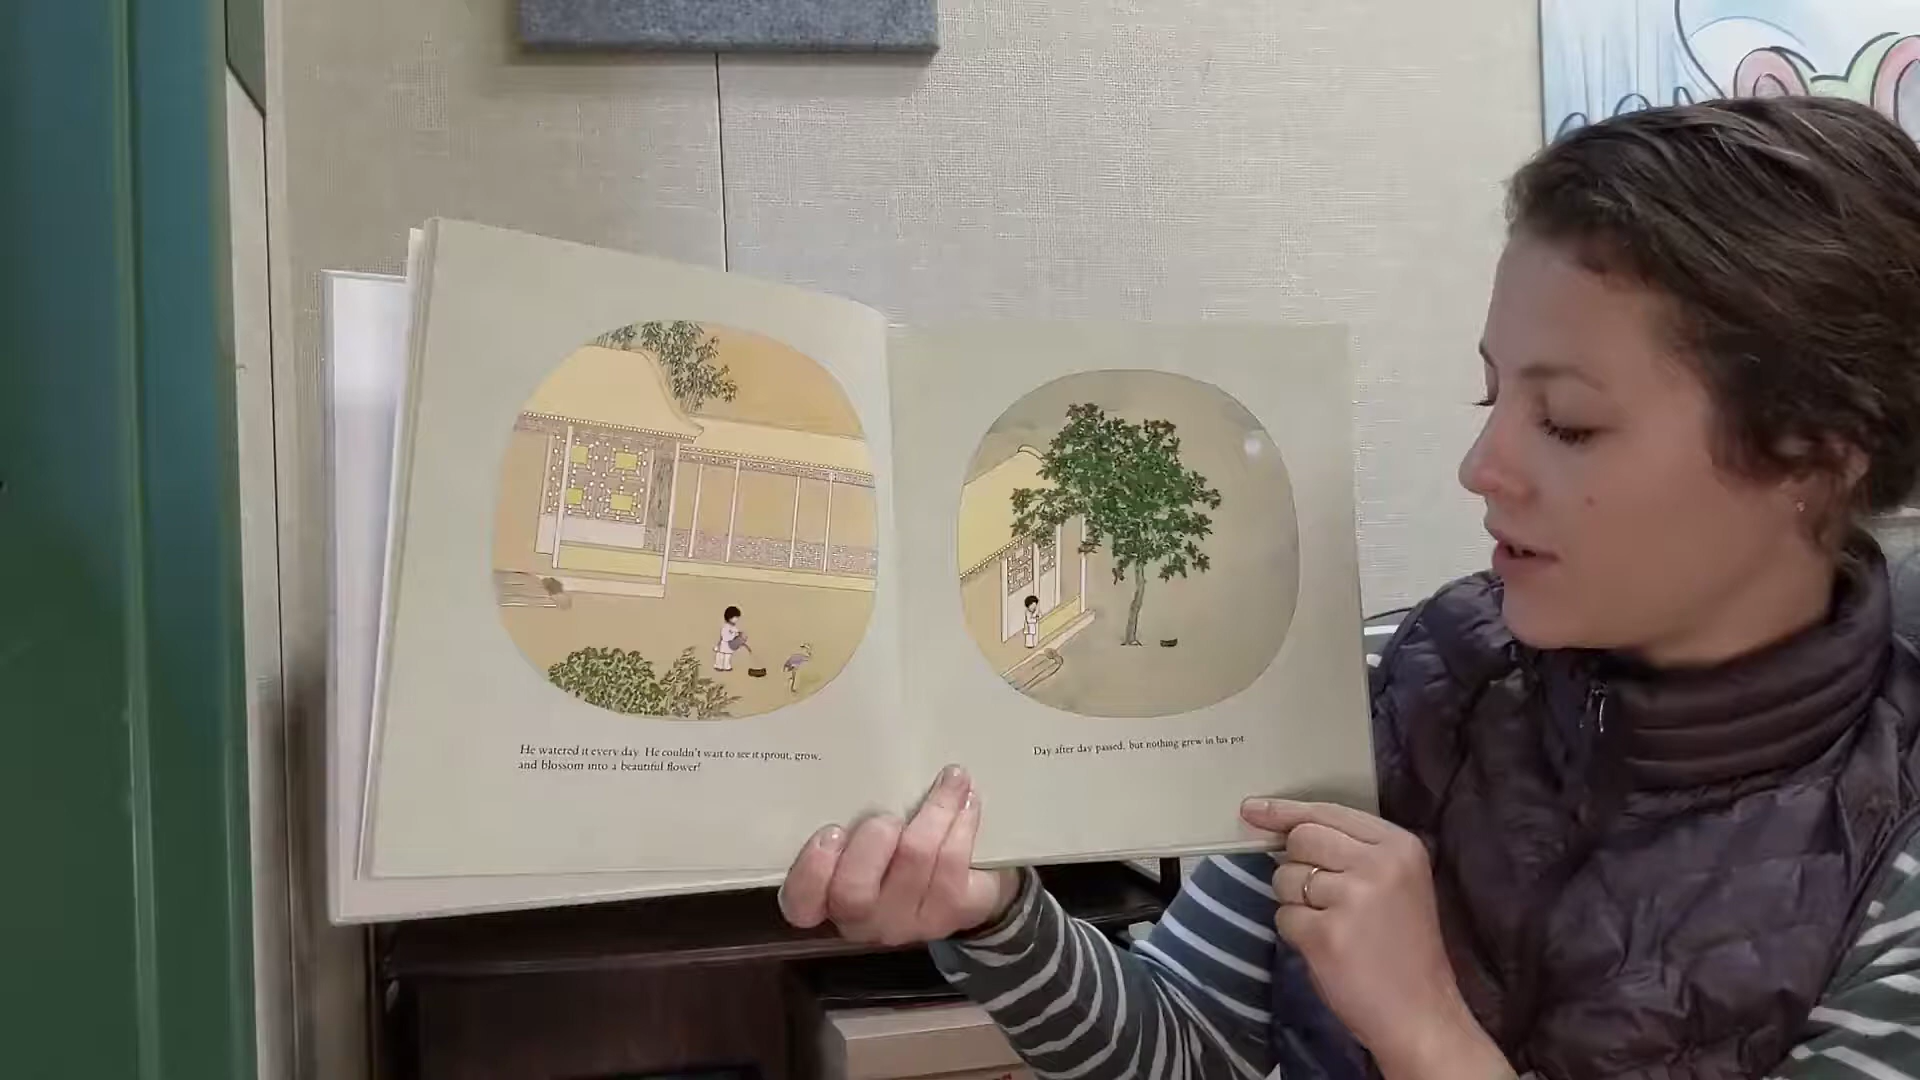 He watered it every day. He couldn't wait to see it sprout, grow,
and blossom into a beautiful flower!
Day after day passed, but nothing grew in his pot